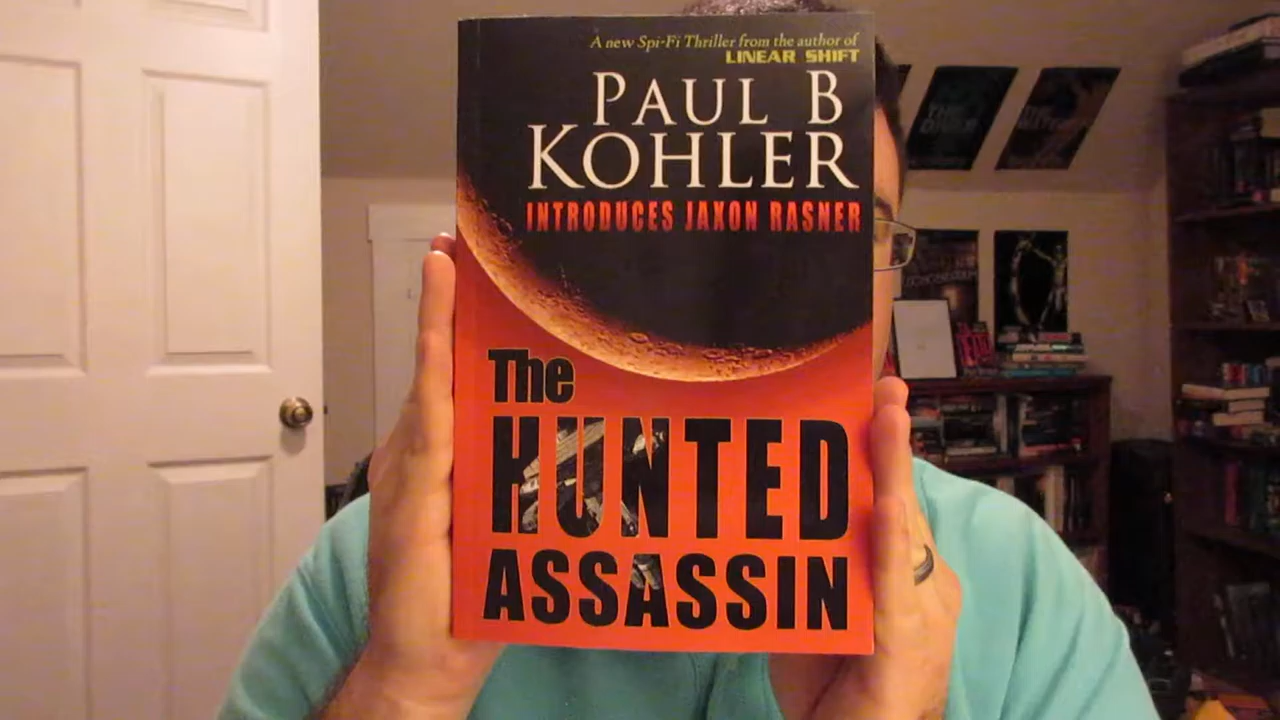 A new Spi-Fi Thriller from the author of
LINEAR SHIFT
PAUL B
KOHLER
INTRODUCES JAXON RASNER
The
HUNTED
ASSASSIN